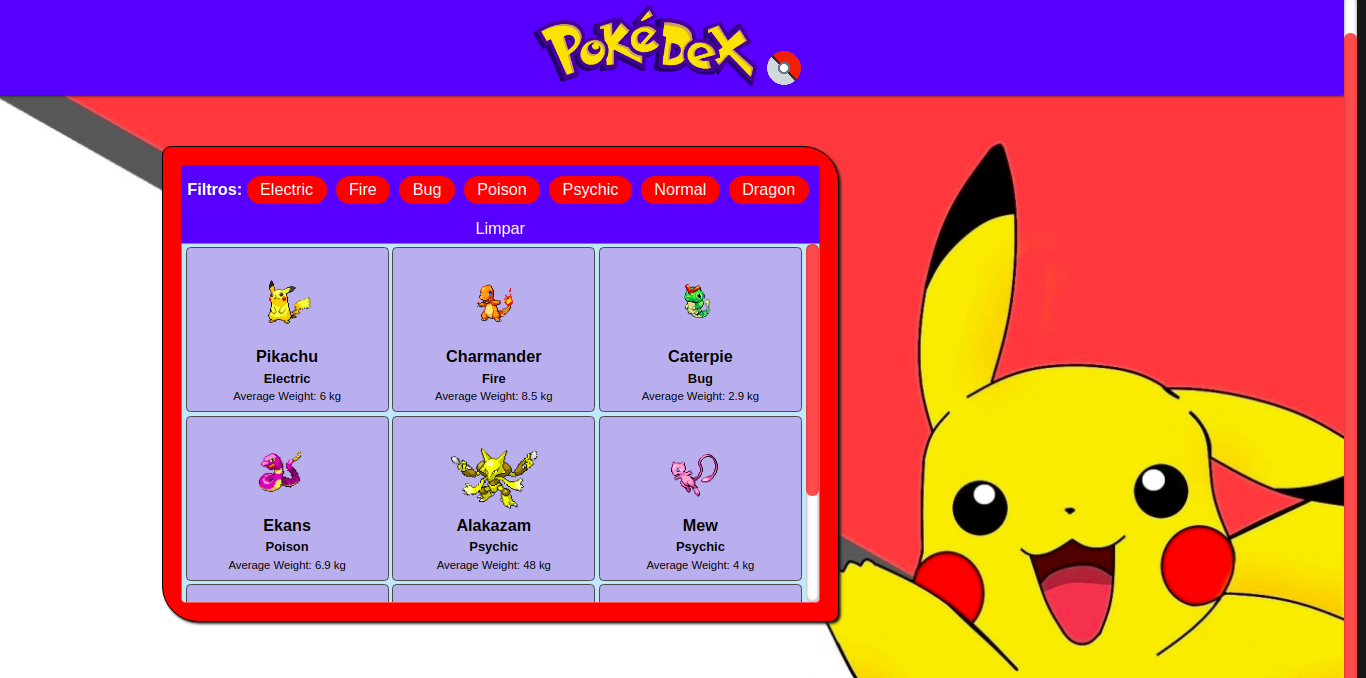 PoKéDeX
Filtros: Electric Fire Bug Poison Psychic Normal Dragon
Limpar
Pikachu Charmander Caterpie
Electric Fire Bug
Average Weight: 6 kg Average Weight: 8.5 kg Average Weight: 2.9 kg
Ekans Alakazam Mew
Poison Psychic Psychic
Average Weight: 6.9 kg Average Weight: 48 kg Average Weight: 4 kg